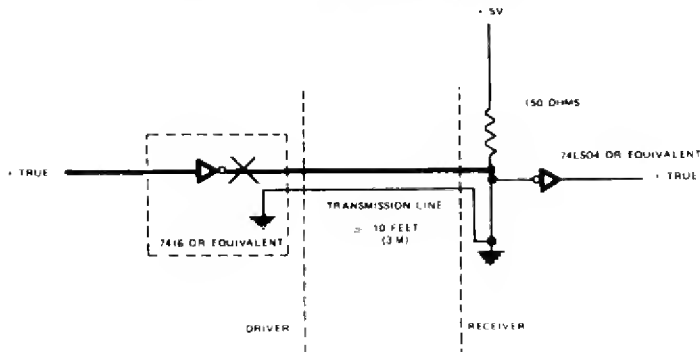 + 5V
150 OHMS
+ TRUE
74LS04 OR EQUIVALENT
+ TRUE
TRANSMISSION LINE
10 FEET
(3 M)
7416 OR EQUIVALENT
DRIVER
RECEIVER